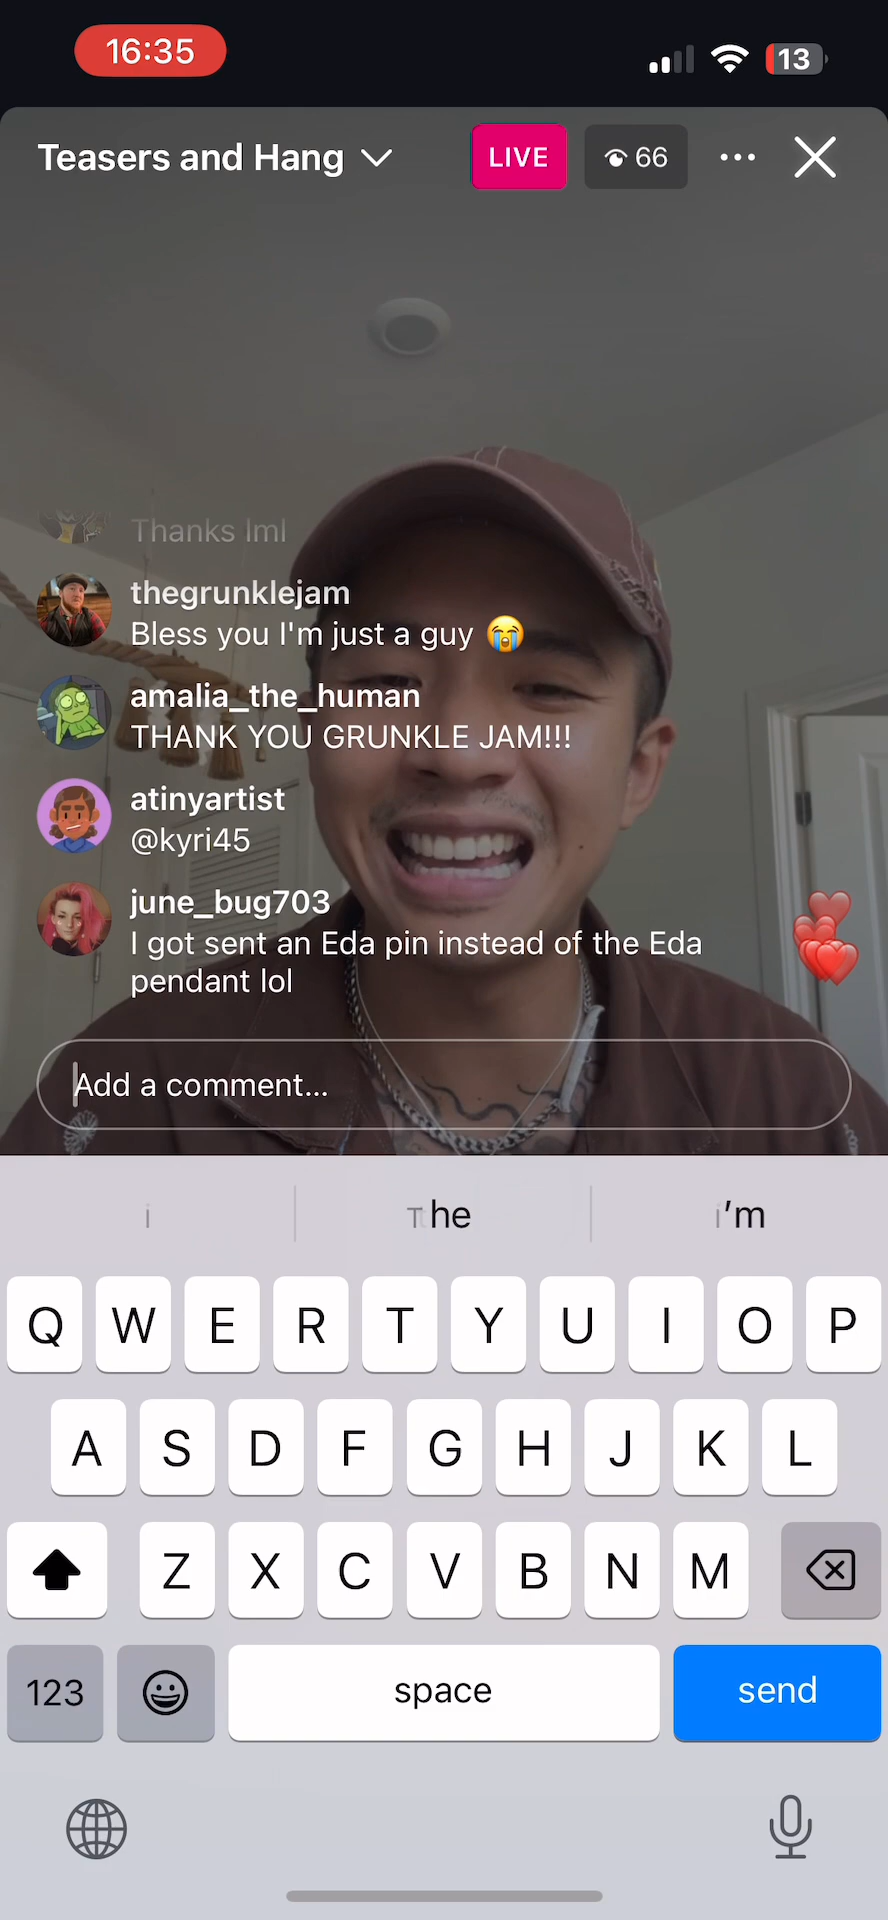 16:35
13
Teasers and Hang
LIVE
66
Thanks lml
thegrunklejam
Bless you I'm just a guy 😭
amalia_the_human
THANK YOU GRUNKLE JAM!!!
atinyartist
@kyri45
june_bug703
I got sent an Eda pin instead of the Eda
pendant lol
Add a comment...
i The i'm
Q W E R T Y U I O P
A S D F G H J K L
Z X C V B N M
123 space send